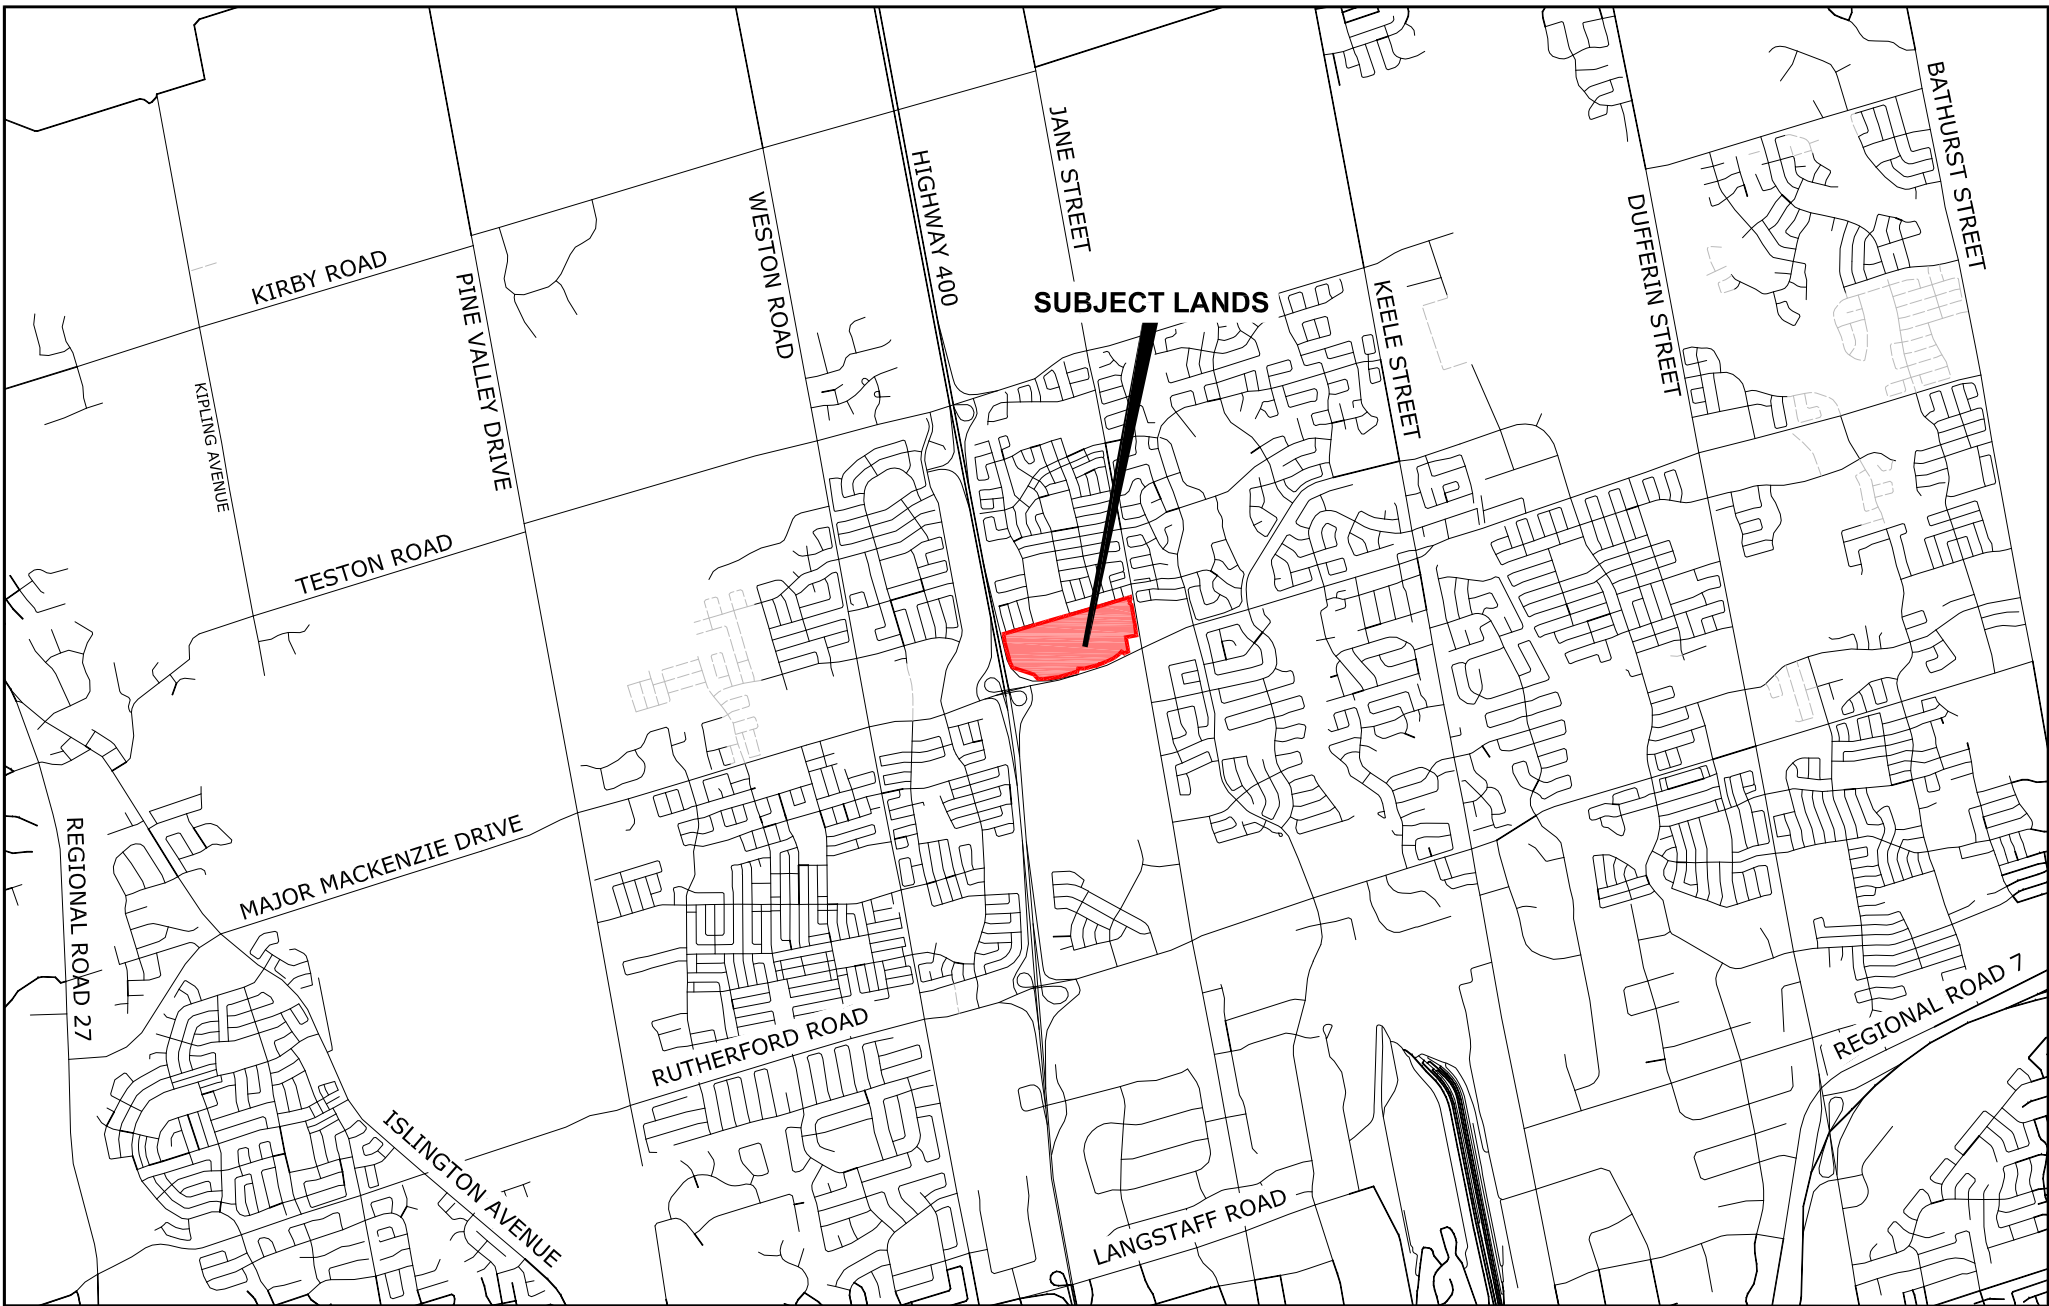 BATHURST STREET
JANE STREET
HIGHWAY 400
WESTON ROAD
DUFFERIN STREET
KIRBY ROAD
PINE VALLEY DRIVE
KEELE STREET
SUBJECT LANDS
KIPLING AVENUE
TESTON ROAD
MAJOR MACKENZIE DRIVE
REGIONAL ROAD 27
REGIONAL ROAD 7
RUTHERFORD ROAD
ISLINGTON AVENUE
LANGSTAFF ROAD